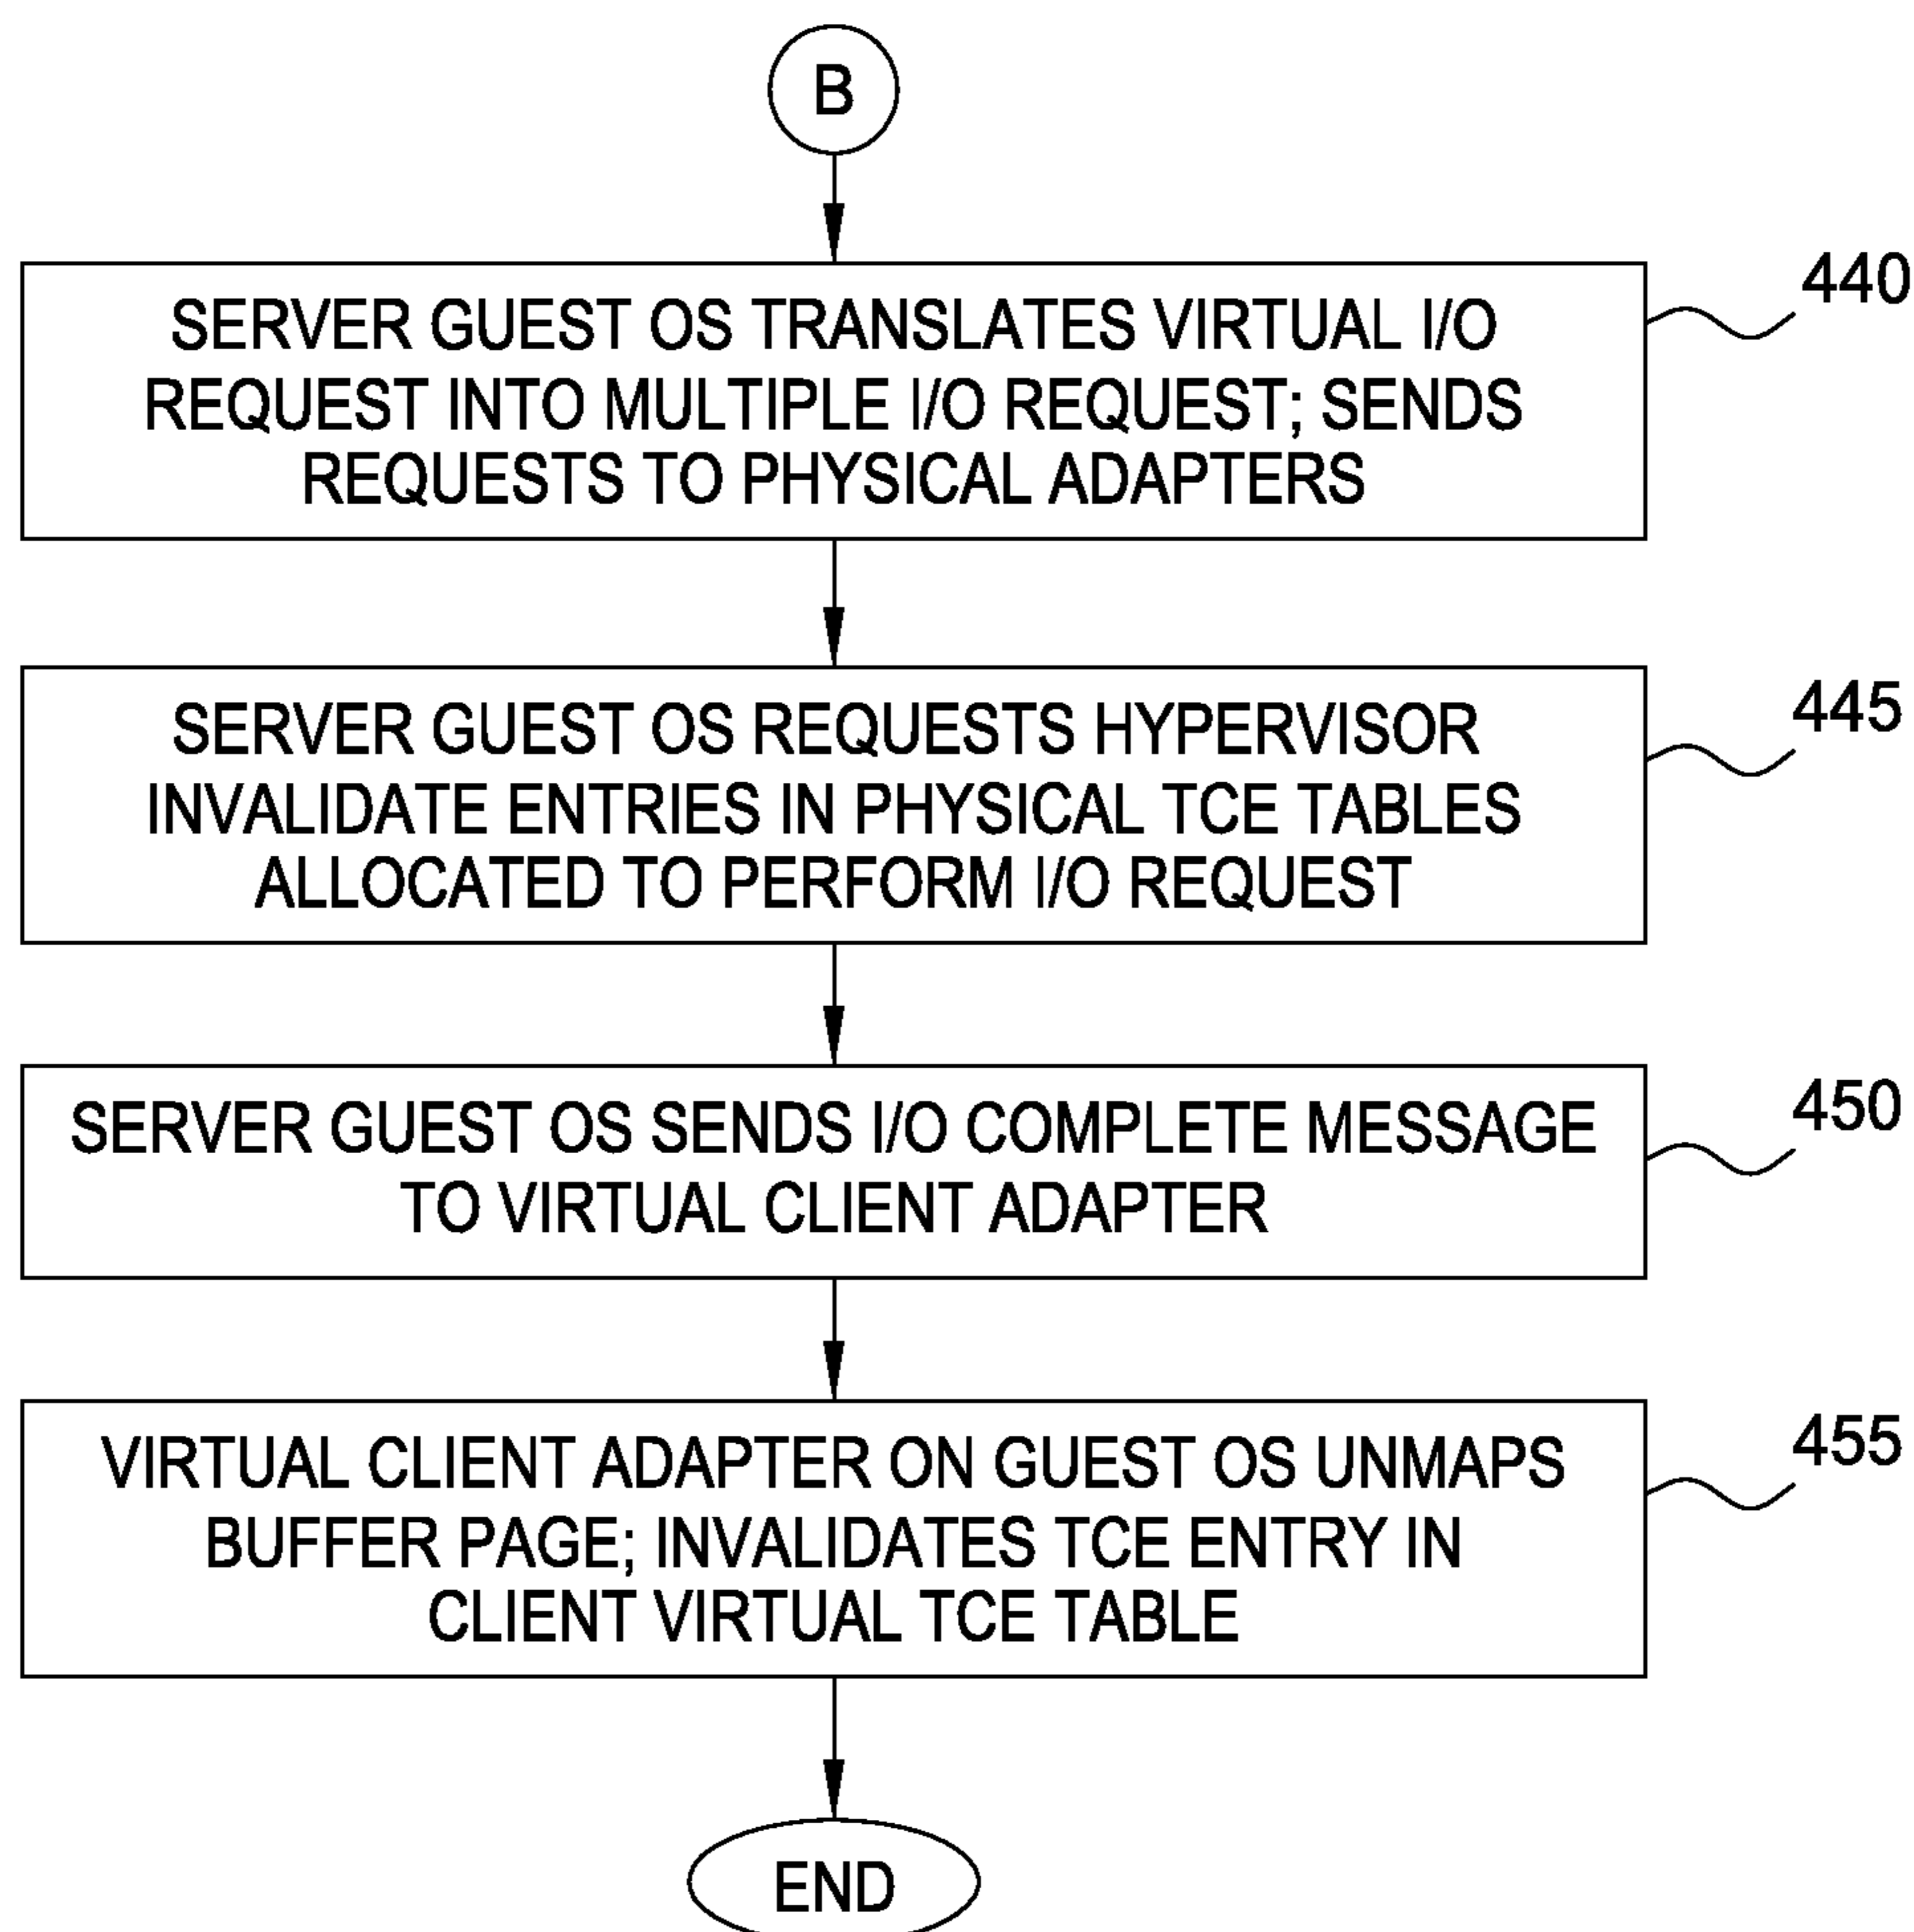 B
440
SERVER GUEST OS TRANSLATES VIRTUAL I/O
REQUEST INTO MULTIPLE I/O REQUEST; SENDS
REQUESTS TO PHYSICAL ADAPTERS
445
SERVER GUEST OS REQUESTS HYPERVISOR
INVALIDATE ENTRIES IN PHYSICAL TCE TABLES
ALLOCATED TO PERFORM I/O REQUEST
450
SERVER GUEST OS SENDS I/O COMPLETE MESSAGE
TO VIRTUAL CLIENT ADAPTER
455
VIRTUAL CLIENT ADAPTER ON GUEST OS UNMAPS
BUFFER PAGE; INVALIDATES TCE ENTRY IN
CLIENT VIRTUAL TCE TABLE
END